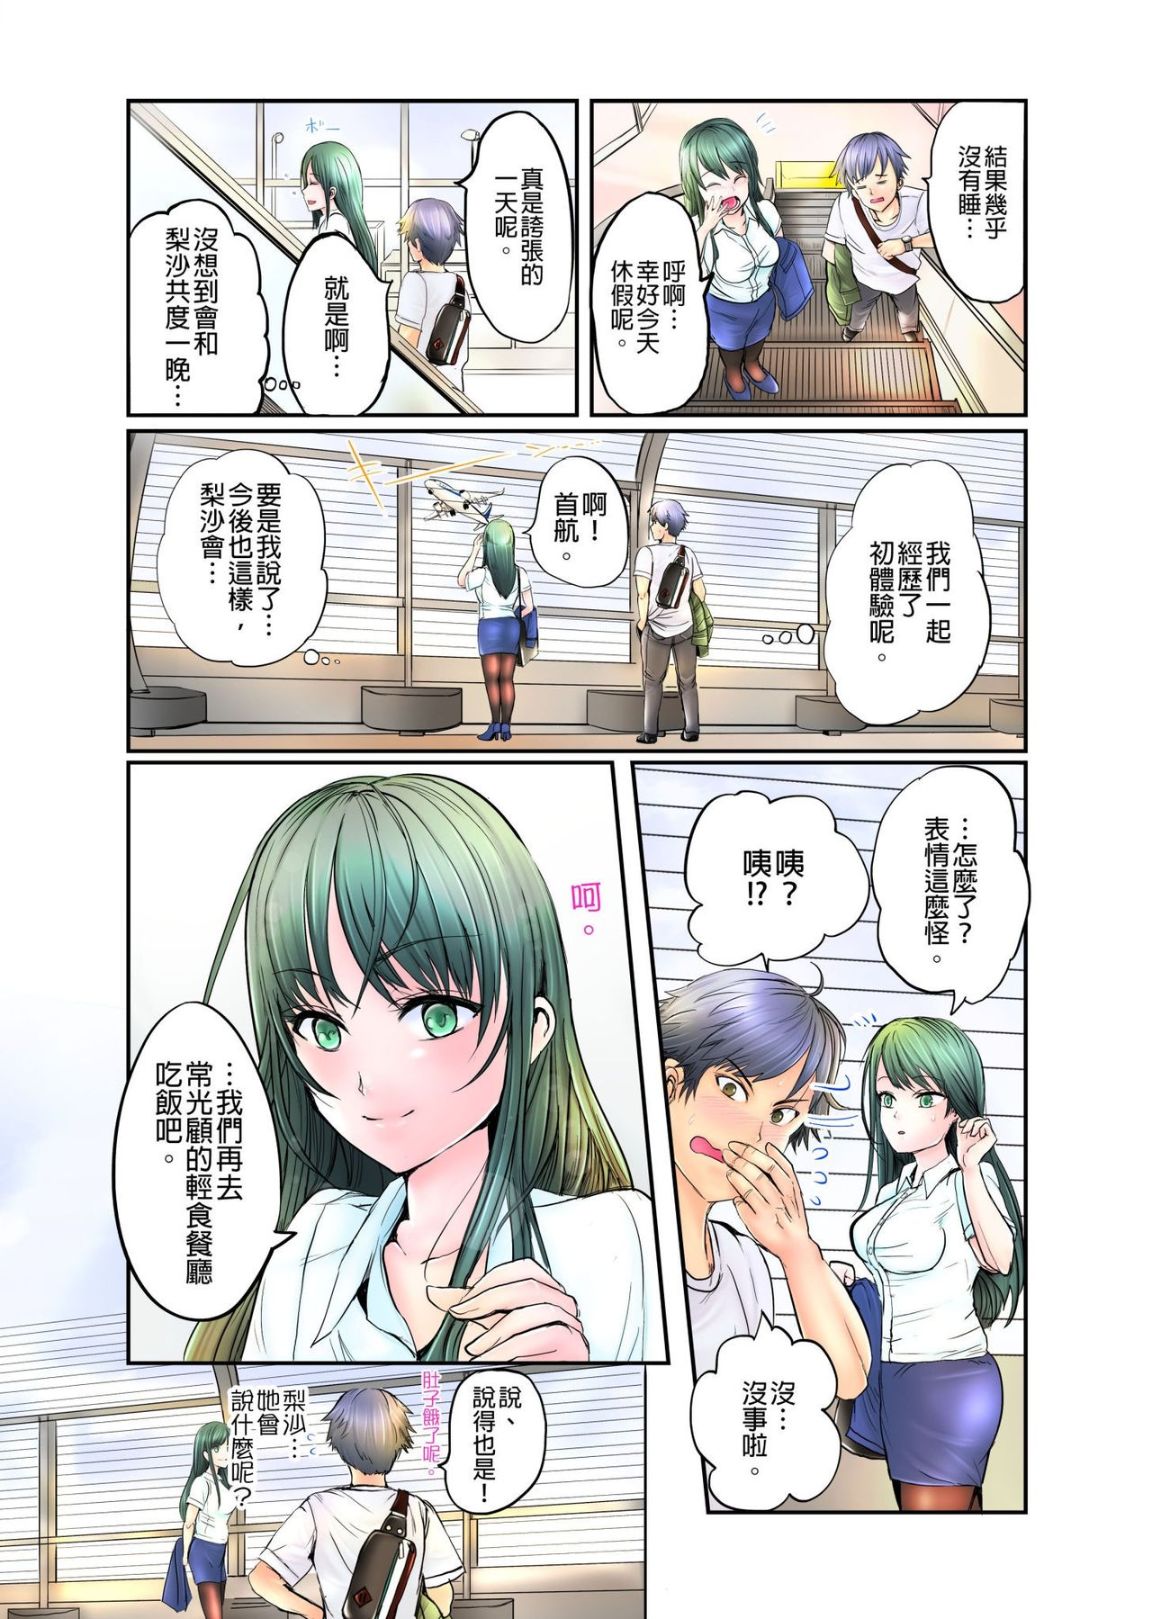 結果幾乎
沒有睡…
呼啊…
幸好今天
休假呢。
真是誇張的
一天呢。
ボー
就是啊…
沒想到會和
梨沙共度一晚…
我們一起
經歷了
初體驗呢。
啊！
首航。
要是我說了…
今後也這樣，
梨沙會…
…怎麼了？
表情這麼怪。
咦？
咦!?
沒…
沒事啦。
呵。
…我們再去
常光顧的輕食餐廳
吃飯吧。
說、
說得也是！
肚子餓了呢。
梨沙…
她會
說什麼呢？